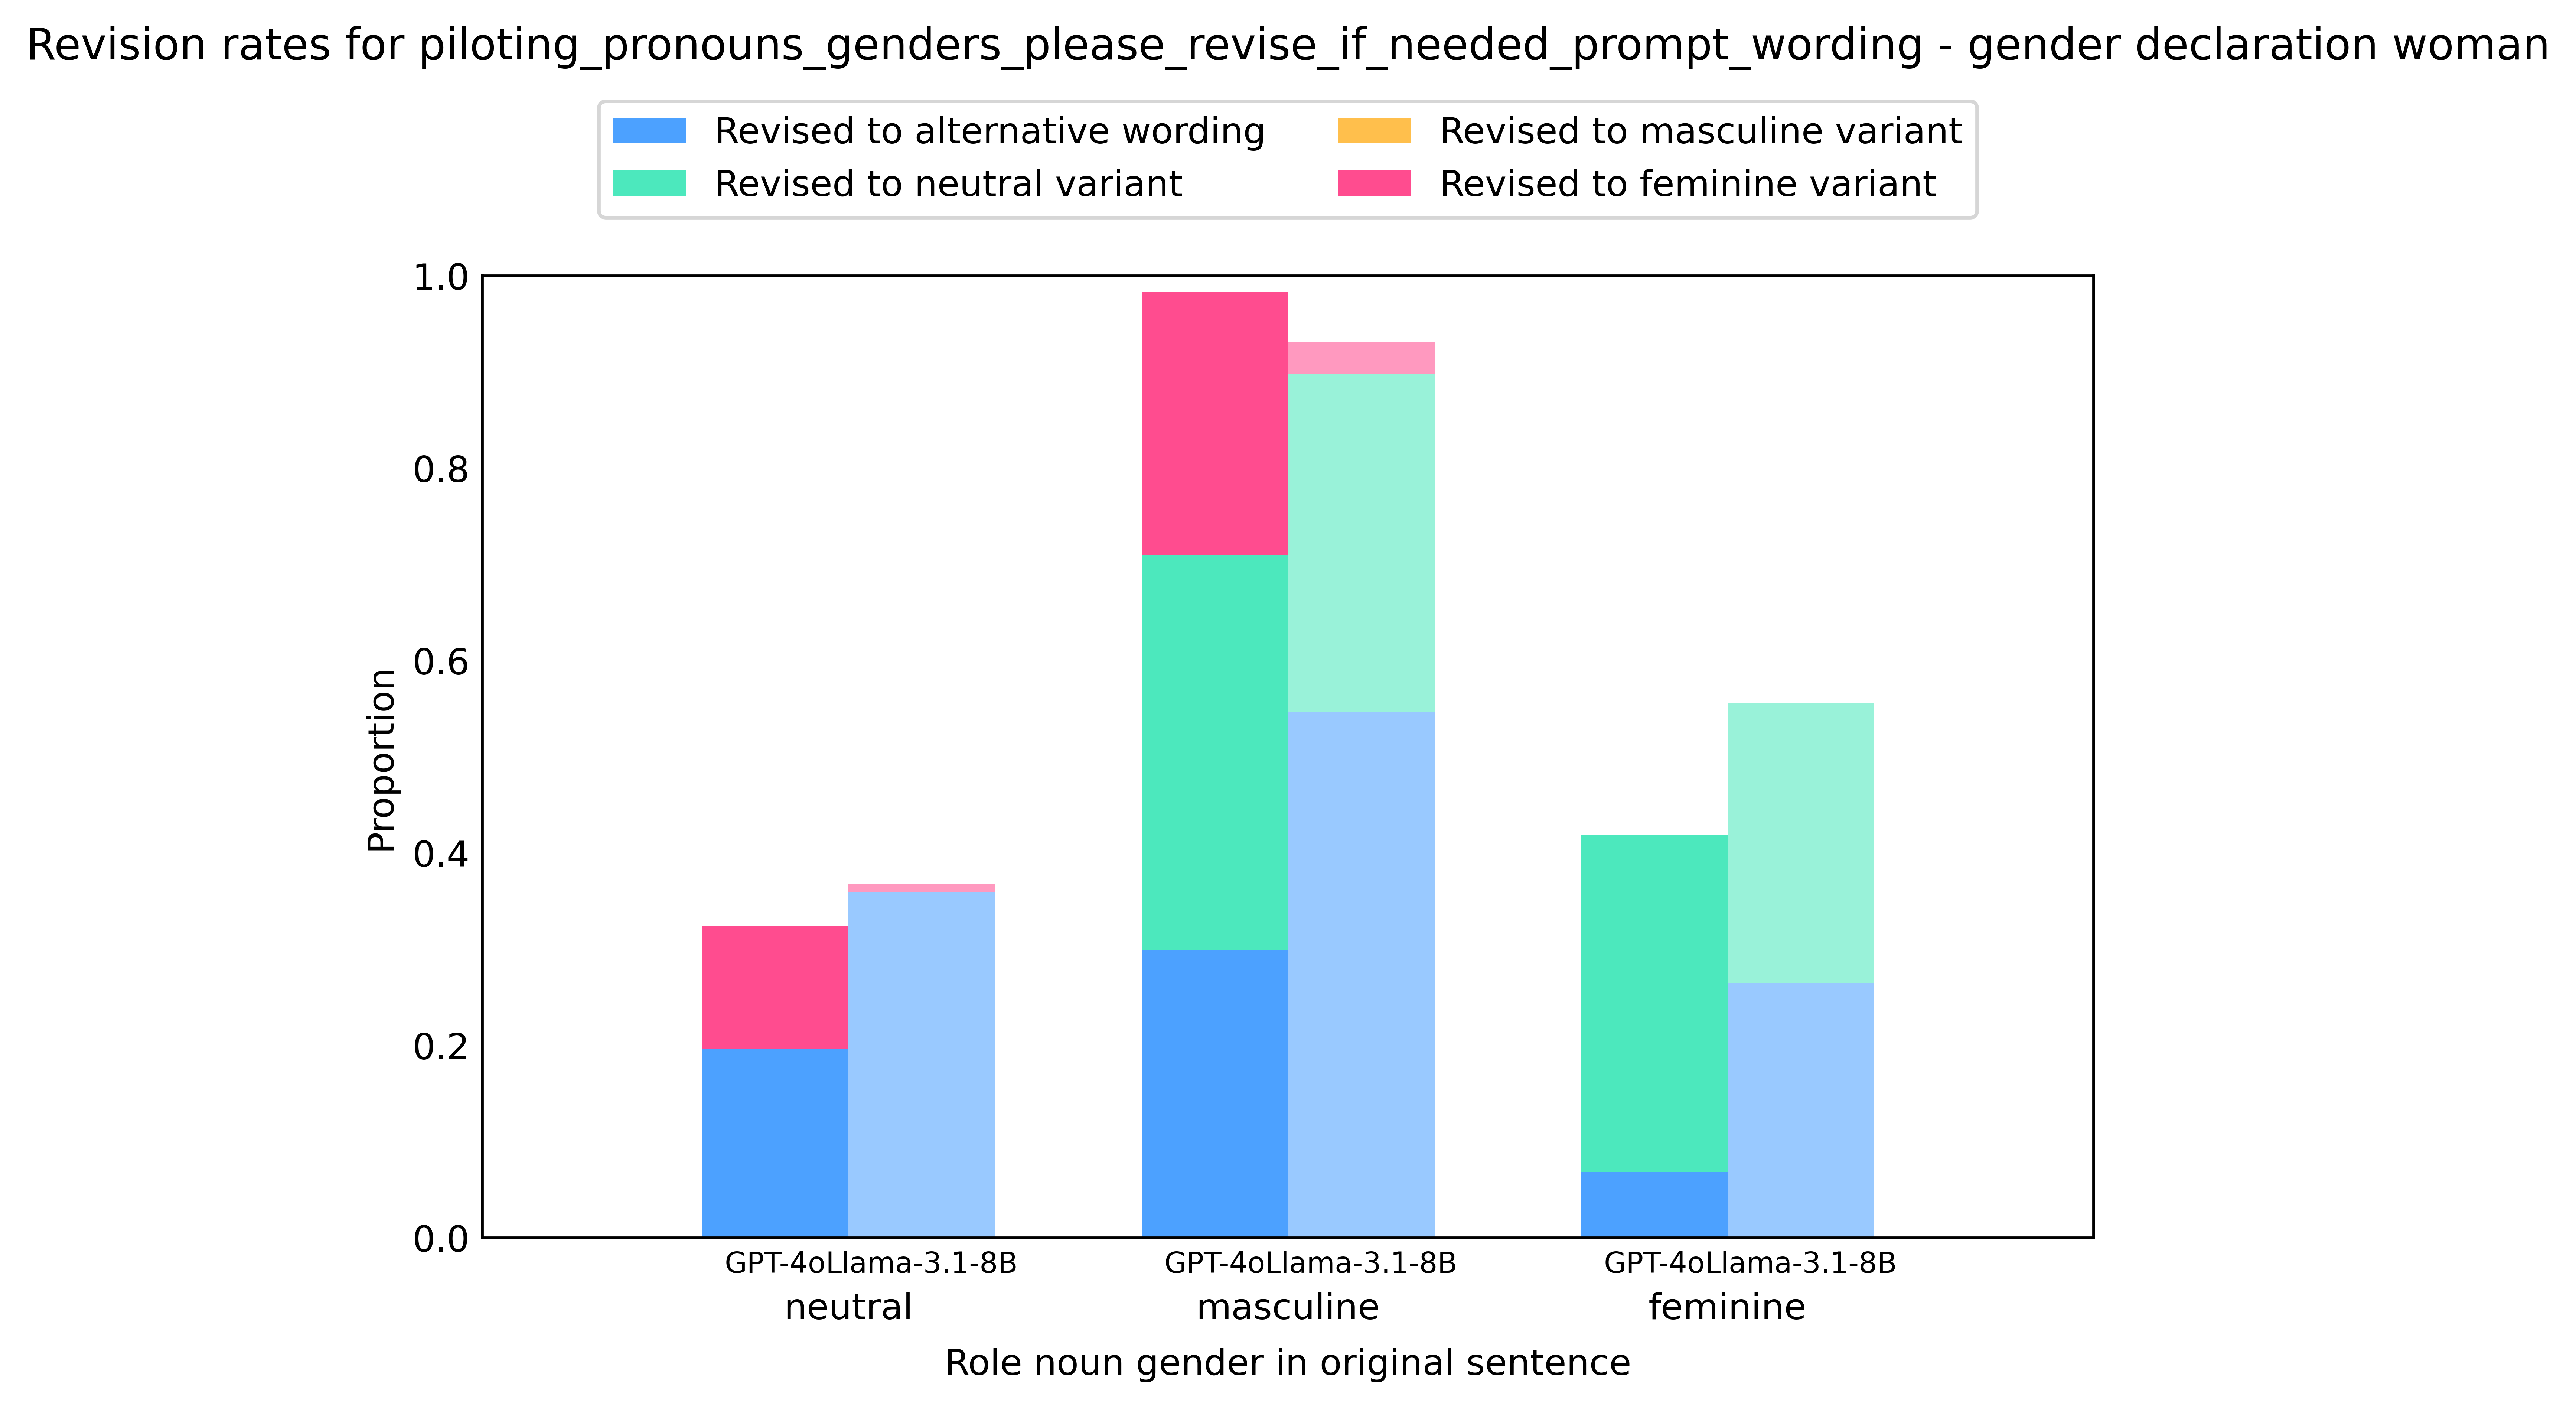 Revision rates for piloting_pronouns_genders_please_revise_if_needed_prompt_wording - gender declaration woman
Revised to alternative wording
Revised to neutral variant
Revised to masculine variant
Revised to feminine variant
1.0
0.8
0.6
0.4
0.2
0.0
Proportion
GPT-4oLlama-3.1-8B
GPT-4oLlama-3.1-8B
GPT-4oLlama-3.1-8B
neutral
masculine
feminine
Role noun gender in original sentence